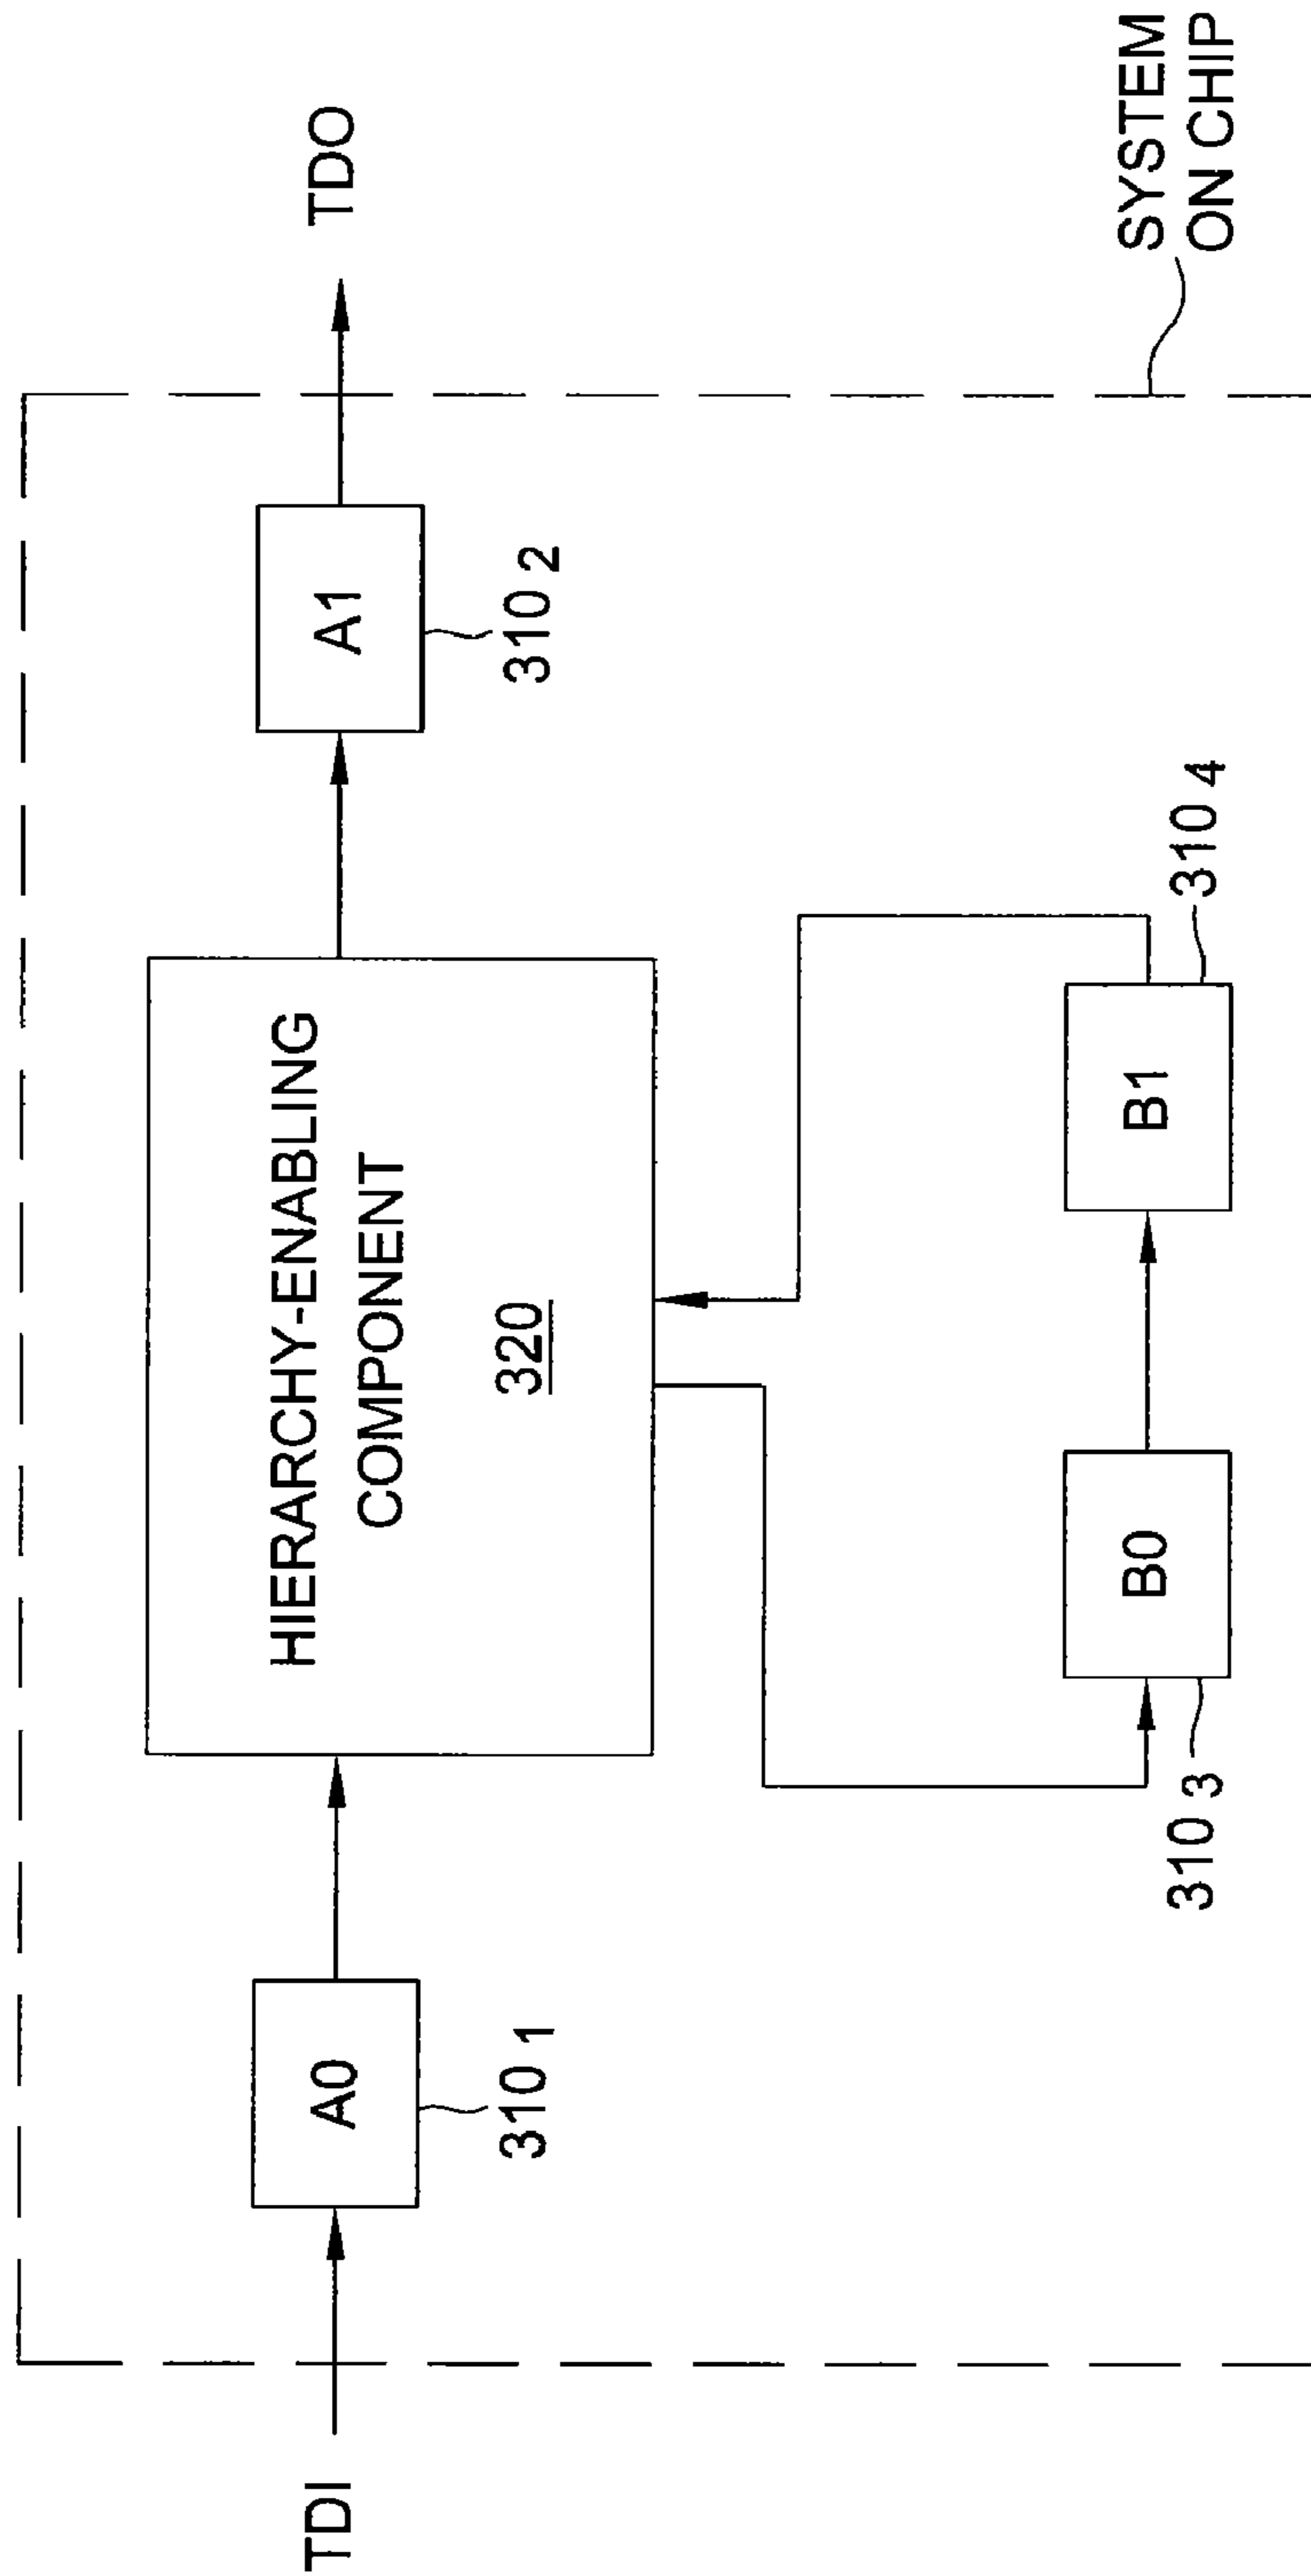 TDI
A0
310 1
HIERARCHY-ENABLING
COMPONENT
320
A1
310 2
TDO
B0
310 3
B1
310 4
SYSTEM
ON CHIP